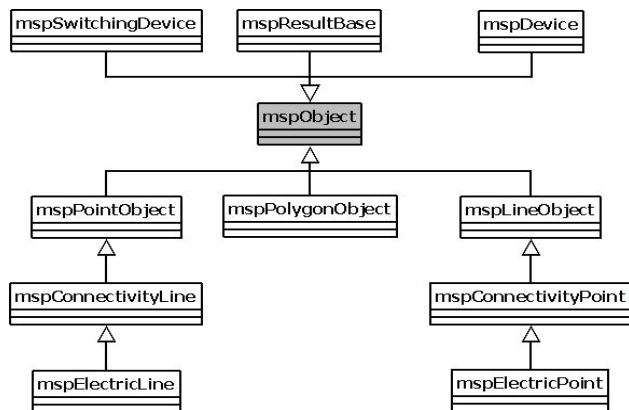 mspSwitchingDevice
mspResultBase
mspDevice
mspObject
mspPointObject
mspPolygonObject
mspLineObject
mspConnectivityLine
mspConnectivityPoint
mspElectricLine
mspElectricPoint